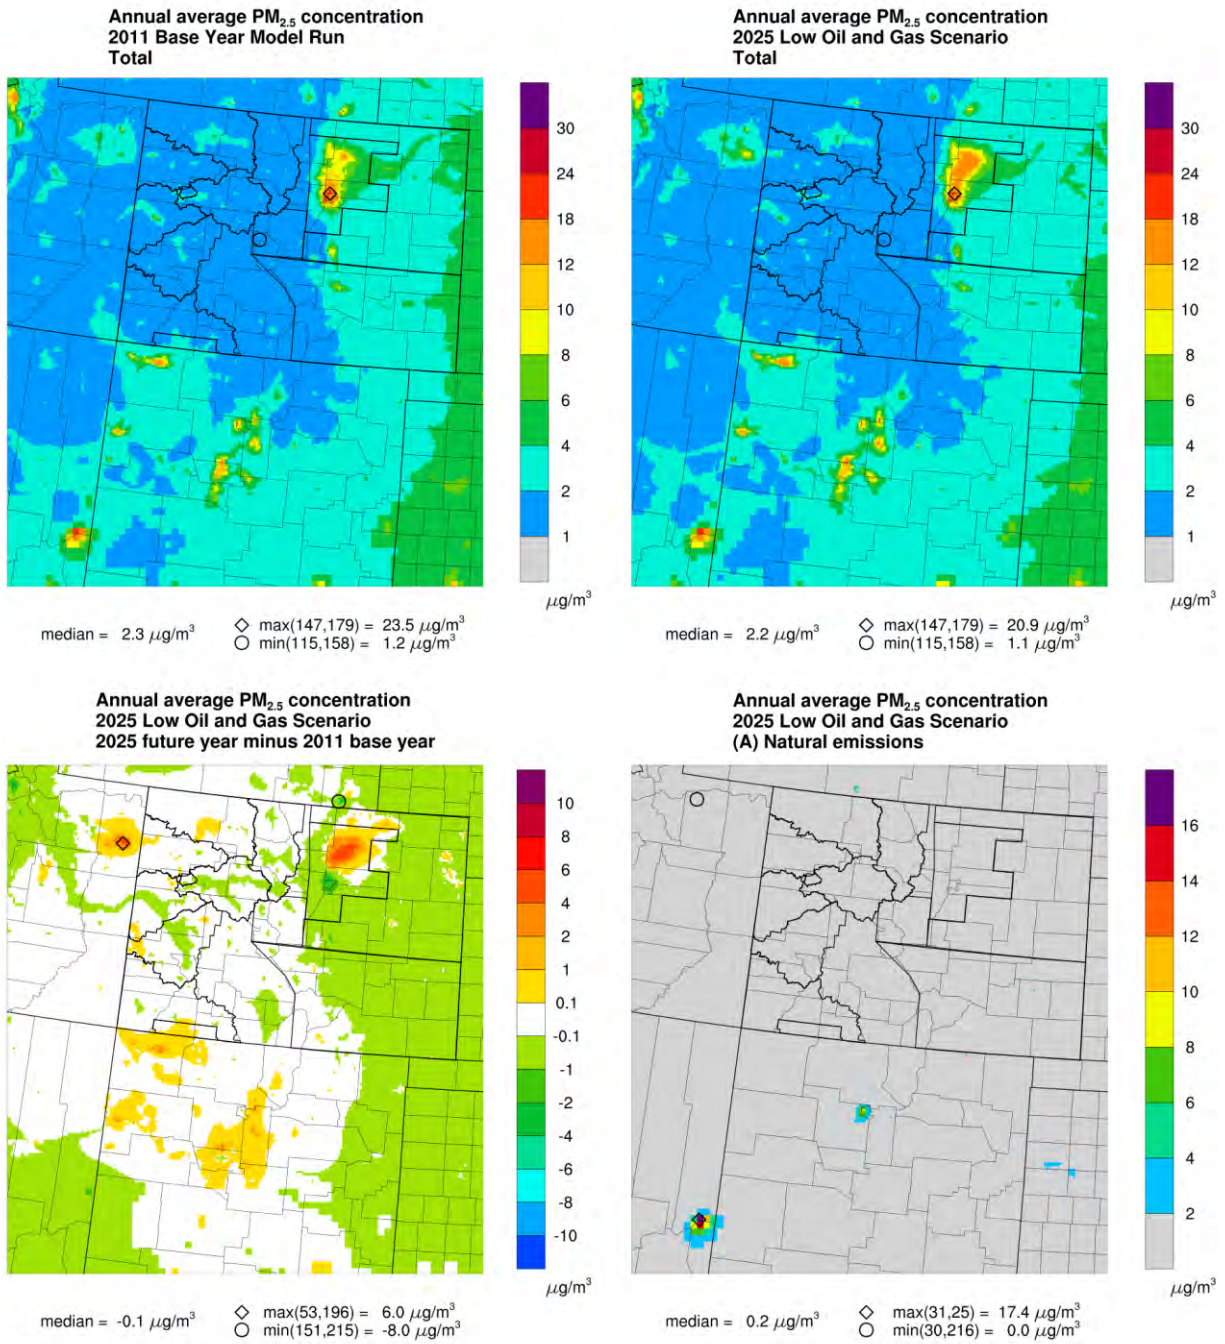 Annual average PM2.5 concentration
2011 Base Year Model Run
Total
30
24
18
12
10
8
6
4
2
1
μg/m3
median = 2.3 μg/m3
max(147,179) = 23.5 μg/m3
min(115,158) = 1.2 μg/m3
Annual average PM2.5 concentration
2025 Low Oil and Gas Scenario
Total
30
24
18
12
10
8
6
4
2
1
μg/m3
median = 2.2 μg/m3
max(147,179) = 20.9 μg/m3
min(115,158) = 1.1 μg/m3
Annual average PM2.5 concentration
2025 Low Oil and Gas Scenario
2025 future year minus 2011 base year
10
8
6
4
2
1
0.1
-0.1
-1
-2
-4
-6
-8
-10
μg/m3
median = -0.1 μg/m3
max(53,196) = 6.0 μg/m3
min(151,215) = -8.0 μg/m3
Annual average PM2.5 concentration
2025 Low Oil and Gas Scenario
(A) Natural emissions
16
14
12
10
8
6
4
2
μg/m3
median = 0.2 μg/m3
max(31,25) = 17.4 μg/m3
min(30,216) = 0.0 μg/m3